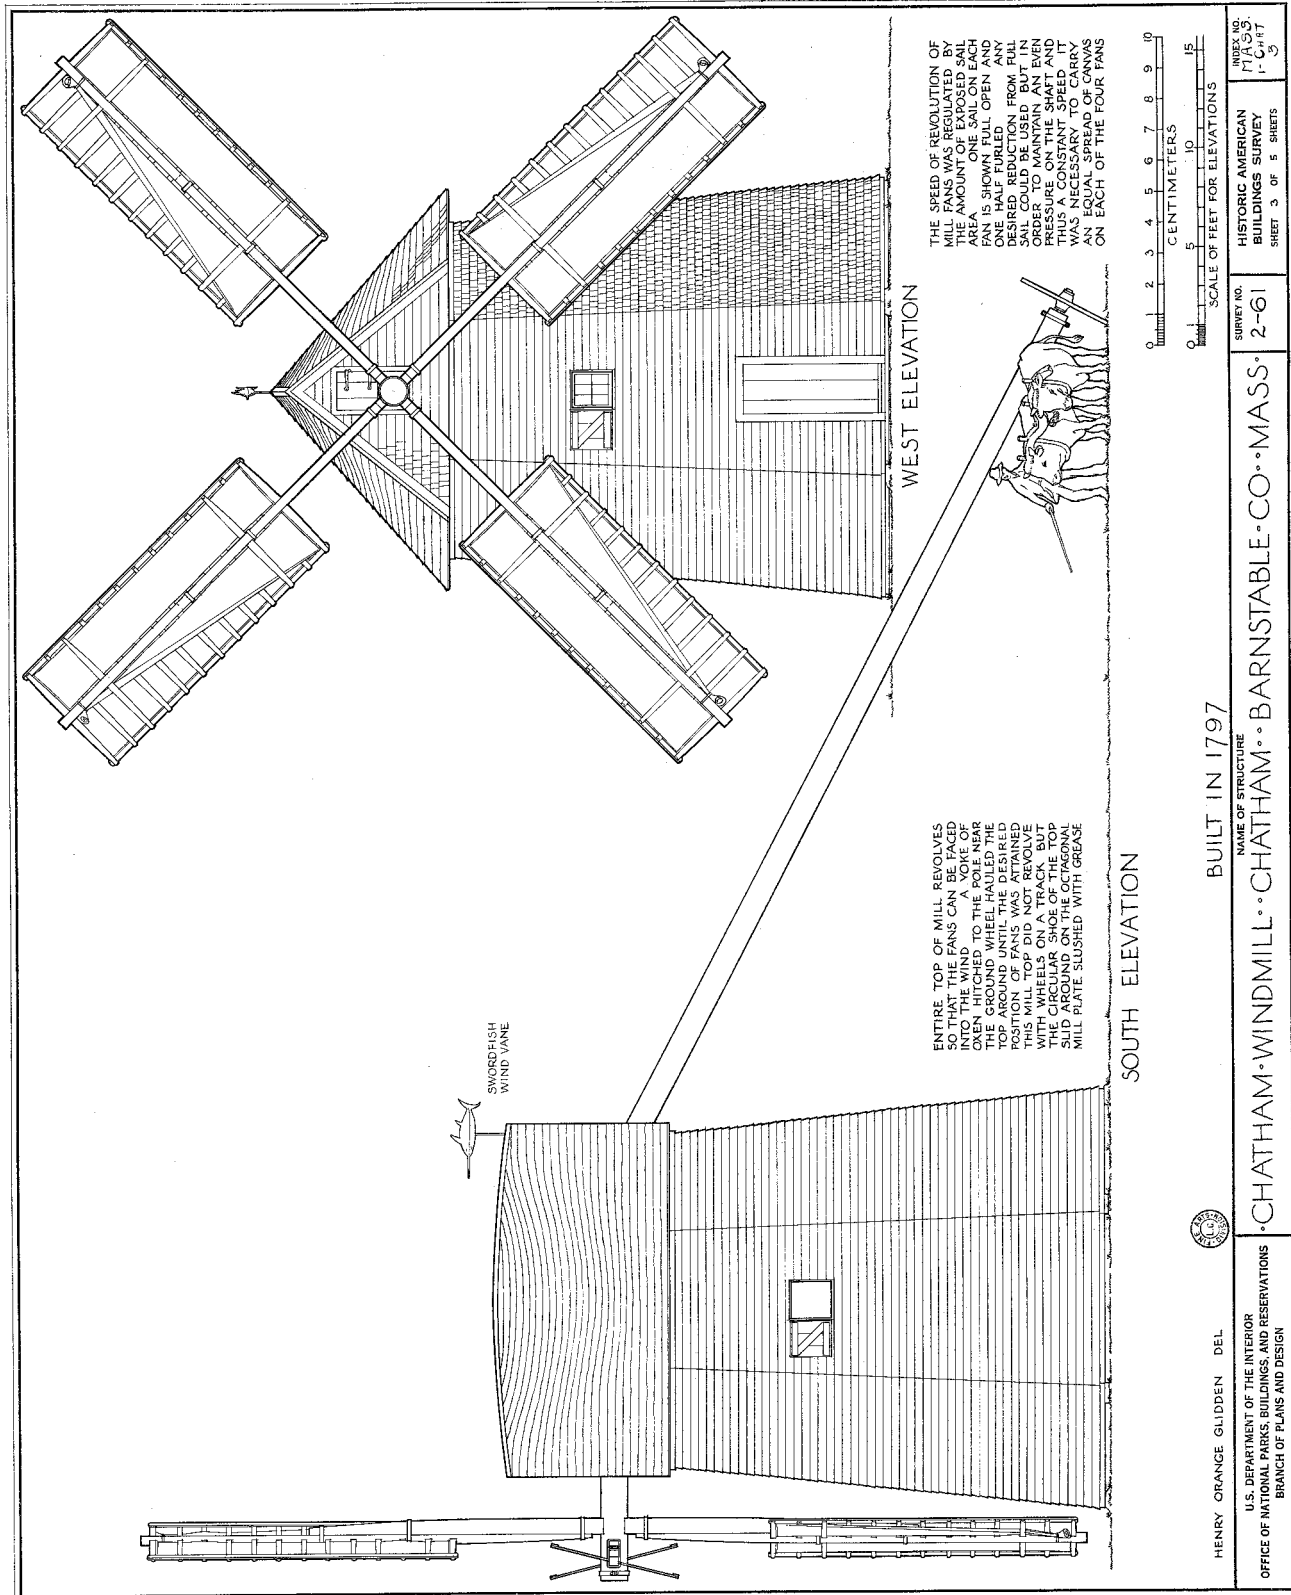 SWORDFISH
WIND VANE
ENTIRE TOP OF MILL REVOLVES
SO THAT THE FANS CAN BE FACED
INTO THE WIND A YOKE OF
OXEN HITCHED TO THE POLE NEAR
THE GROUND WHEEL HAULED THE
TOP AROUND UNTIL THE DESIRED
POSITION OF FANS WAS ATTAINED
THIS MILL TOP DID NOT REVOLVE
WITH WHEELS ON A TRACK BUT
THE CIRCULAR SHOE OF THE TOP
SLID AROUND ON THE OCTAGONAL
MILL PLATE SLUSHED WITH GREASE
SOUTH ELEVATION
WEST ELEVATION
THE SPEED OF REVOLUTION OF
MILL FANS WAS REGULATED BY
THE AMOUNT OF EXPOSED SAIL
AREA ONE SAIL ON EACH
FAN IS SHOWN FULL OPEN AND
ONE HALF FURLED ANY
DESIRED REDUCTION FROM FULL
SAIL COULD BE USED BUT IN
ORDER TO MAINTAIN AN EVEN
PRESSURE ON THE SHAFT AND
THUS A CONSTANT SPEED IT
WAS NECESSARY TO CARRY
AN EQUAL SPREAD OF CANVAS
ON EACH OF THE FOUR FANS
0 1 2 3 4 5 6 7 8 9 10
CENTIMETERS
0 1 5 10 15
SCALE OF FEET FOR ELEVATIONS
BUILT IN 1797
HENRY ORANGE GLIDDEN DEL
FINE ARTS DIVISION
L.C.
U.S. DEPARTMENT OF THE INTERIOR
OFFICE OF NATIONAL PARKS, BUILDINGS, AND RESERVATIONS
BRANCH OF PLANS AND DESIGN
NAME OF STRUCTURE
·CHATHAM·WINDMILL··CHATHAM··BARNSTABLE·CO··MASS·
SURVEY NO.
2-61
HISTORIC AMERICAN
BUILDINGS SURVEY
SHEET 3 OF 5 SHEETS
INDEX NO.
MASS.
1-CHAT
3